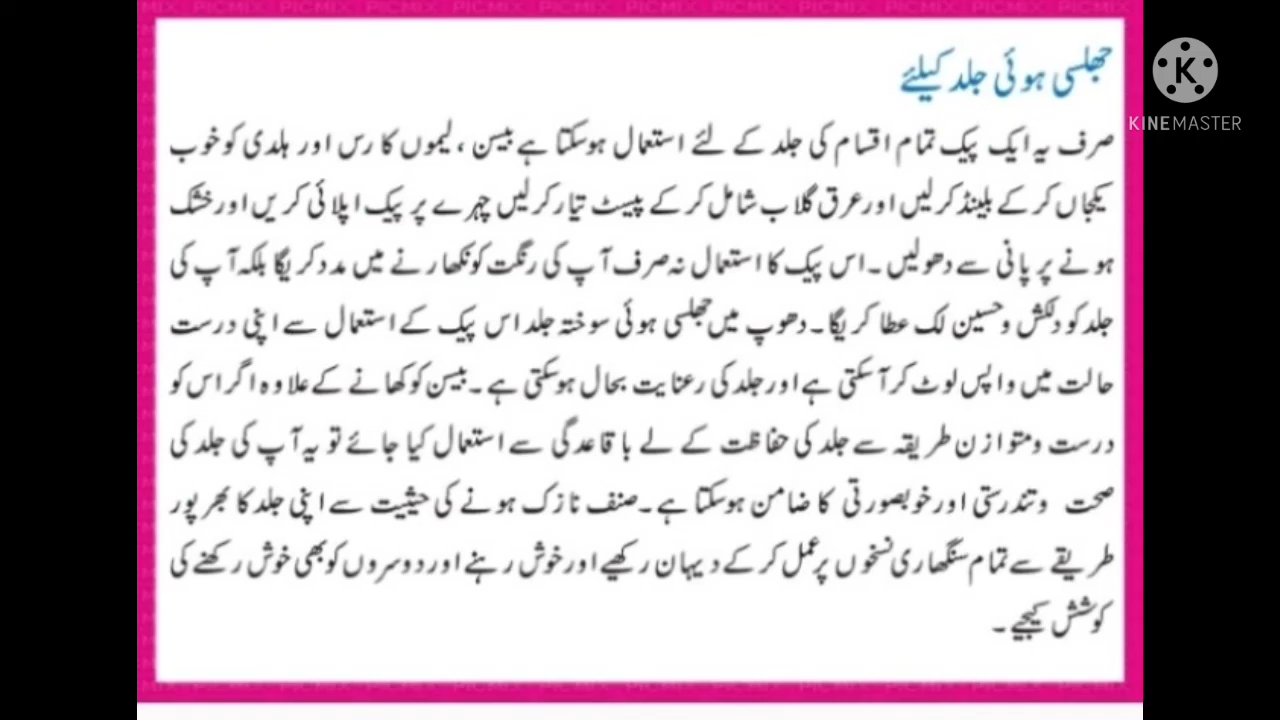 جھلسی ہوئی جلد کیلئے
صرف یہ ایک پیک تمام اقسام کی جلد کے لئے استعمال ہوسکتا ہے بیسن ، لیموں کا رس اور ہلدی کو خوب
یکجاں کر کے بلینڈ کرلیں اور عرق گلاب شامل کر کے پیسٹ تیار کرلیں چہرے پر پیک اپلائی کریں اور خشک
ہونے پر پانی سے دھولیں ۔ اس پیک کا استعمال نہ صرف آپ کی رنگت کو نکھارنے میں مدد کریگا بلکہ آپ کی
جلد کو دلکش و حسین لک عطا کریگا ۔ دھوپ میں جھلسی ہوئی سوختہ جلد اس پیک کے استعمال سے اپنی درست
حالت میں واپس لوٹ کر آسکتی ہے اور جلد کی رعنایت بحال ہوسکتی ہے ۔ بیسن کو کھانے کے علاوہ اگر اس کو
درست و متوازن طریقہ سے جلد کی حفاظت کے لے باقاعدگی سے استعمال کیا جائے تو یہ آپ کی جلد کی
صحت و تندرستی اور خوبصورتی کا ضامن ہوسکتا ہے ۔ صنف نازک ہونے کی حیثیت سے اپنی جلد کا بھرپور
طریقے سے تمام سنگھاری نسخوں پر عمل کر کے دیہان رکھیے اور خوش رہنے اور دوسروں کو بھی خوش رکھنے کی
کوشش کیجیے ۔
KINEMASTER